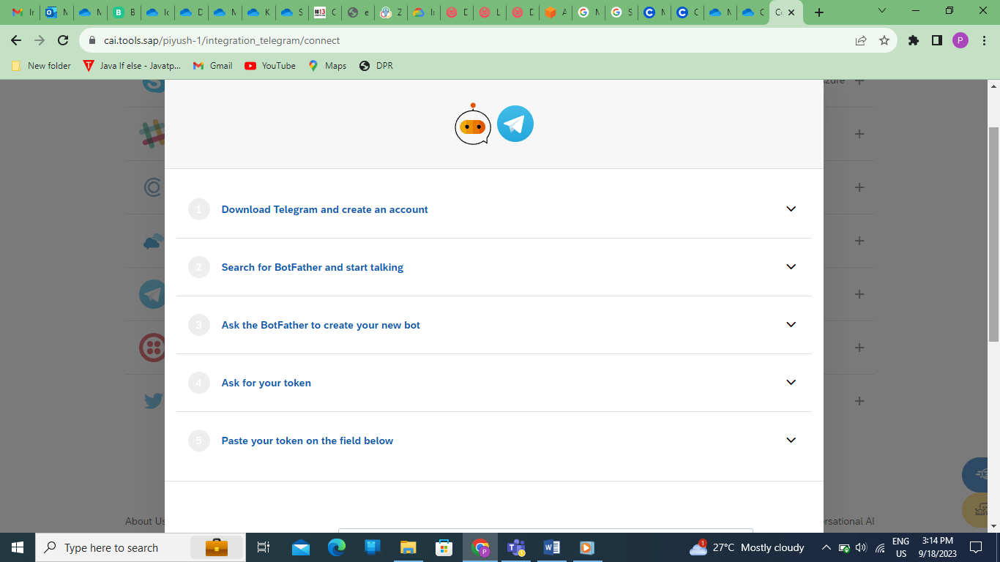 cai.tools.sap/piyush-1/integration_telegram/connect
P
New folder
Java If else - Javatp...
Gmail
YouTube
Maps
DPR
1
Download Telegram and create an account
2
Search for BotFather and start talking
3
Ask the BotFather to create your new bot
4
Ask for your token
5
Paste your token on the field below
About Us
ersational AI
Type here to search
1
27°C Mostly cloudy
ENG
US
3:14 PM
9/18/2023